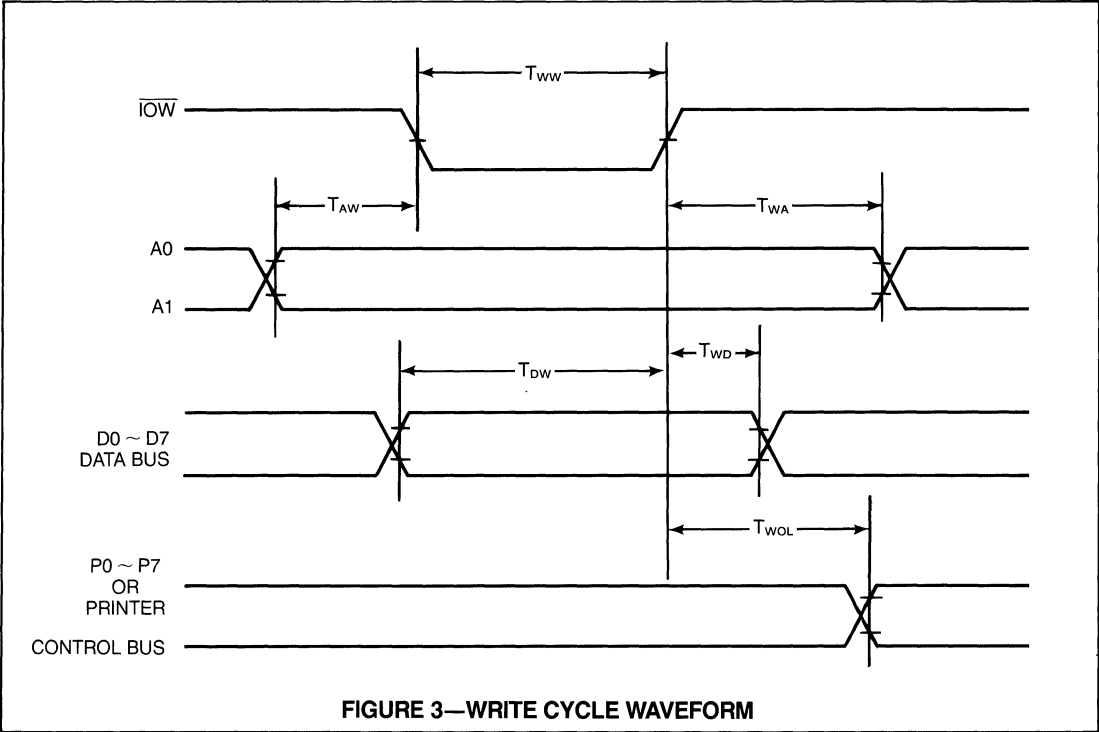 T_WW
I̅O̅W̅
T_AW
T_WA
A0
A1
T_WD
T_DW
D0 ~ D7
DATA BUS
T_WOL
P0 ~ P7
OR
PRINTER
CONTROL BUS
FIGURE 3—WRITE CYCLE WAVEFORM